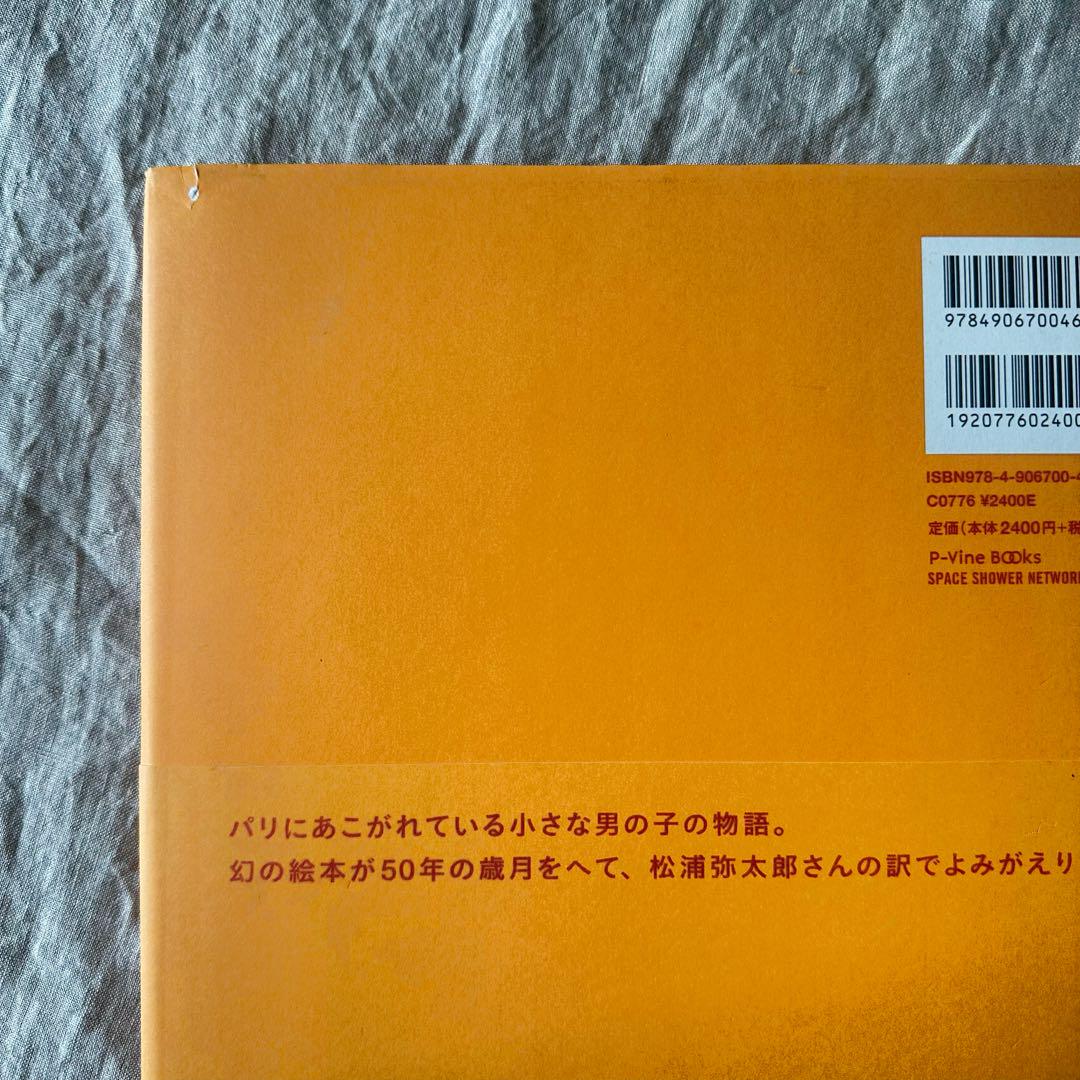 978490670046
192077602400
ISBN978-4-906700-4
C0776 ¥2400E
定価(本体2400円+税
P-Vine BOOks
SPACE SHOWER NETWORK
パリにあこがれている小さな男の子の物語。
幻の絵本が50年の歳月をへて、松浦弥太郎さんの訳でよみがえり